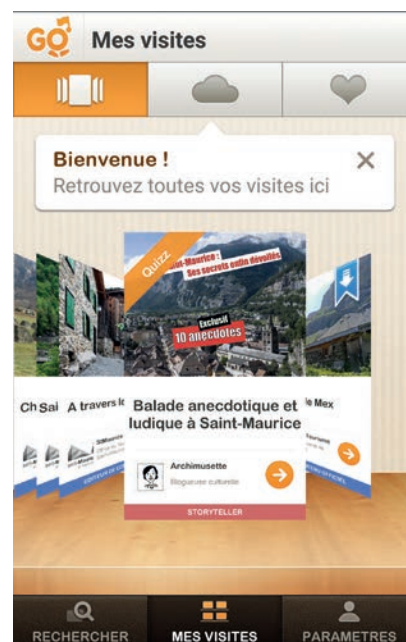 GO Mes visites
Bienvenue !
Retrouvez toutes vos visites ici
Quizz
Saint-Maurice :
Ses secrets enfin dévoilés
Exclusif
10 anecdotes
Ch Sai A travers l
le Mex
Balade anecdotique et
ludique à Saint-Maurice
Archimusette
Blogueuse culturelle
STORYTELLER
RECHERCHER MES VISITES PARAMETRES